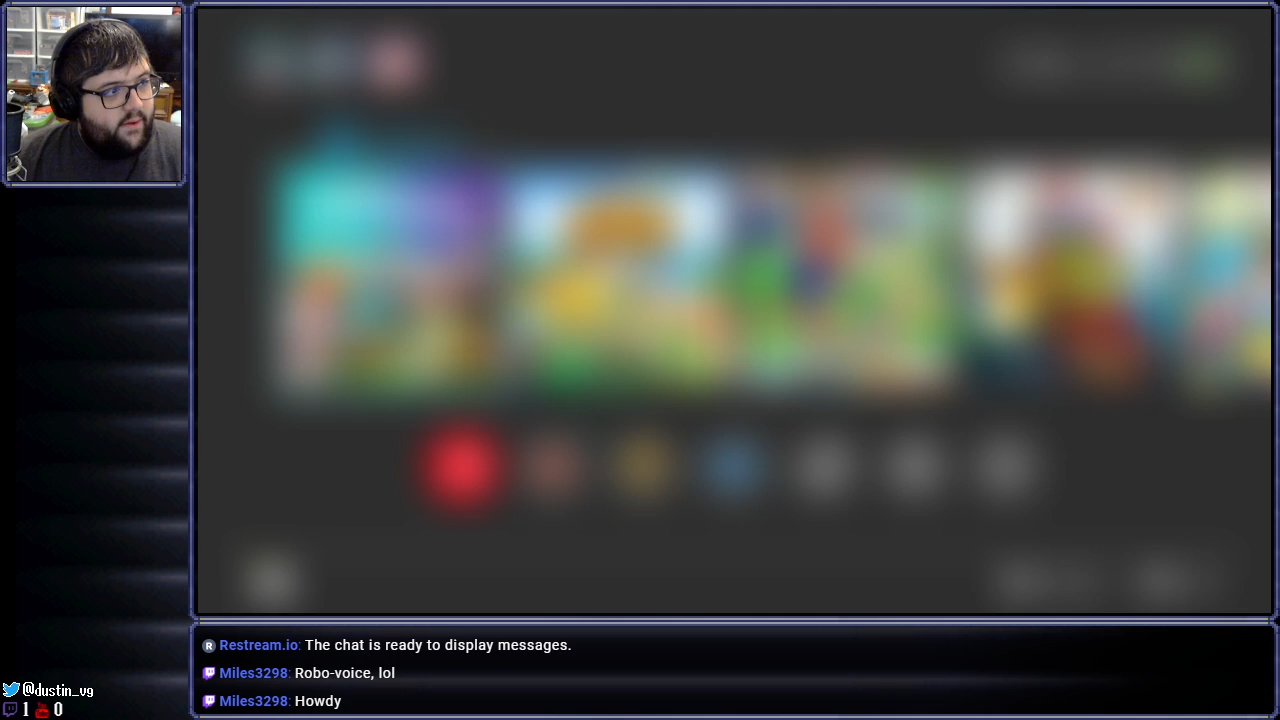 Restream.io: The chat is ready to display messages.
Miles3298: Robo-voice, lol
Miles3298: Howdy
@dustin_vg
1 0